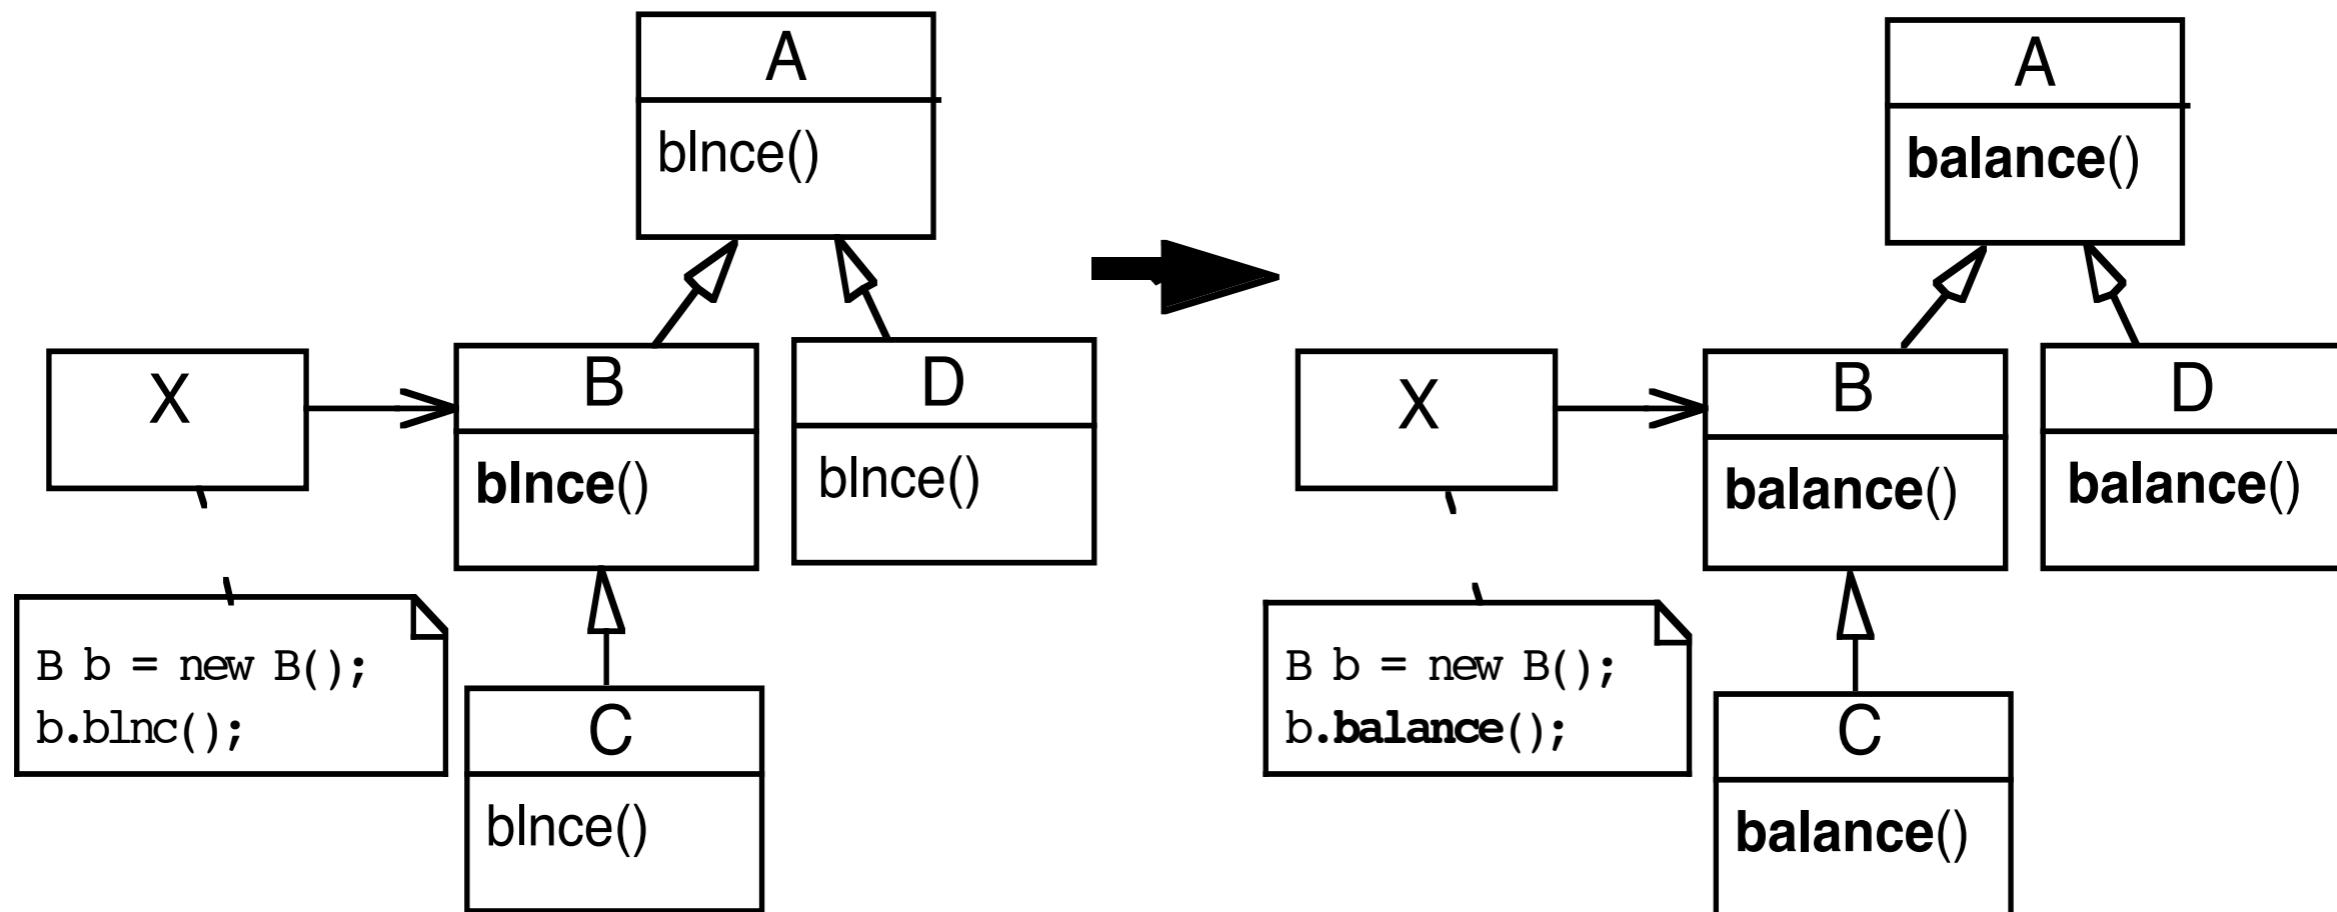 A
blnce()
X
B
blnce()
D
blnce()
B b = new B();
b.blnc();
C
blnce()
A
balance()
X
B
balance()
D
balance()
B b = new B();
b.balance();
C
balance()